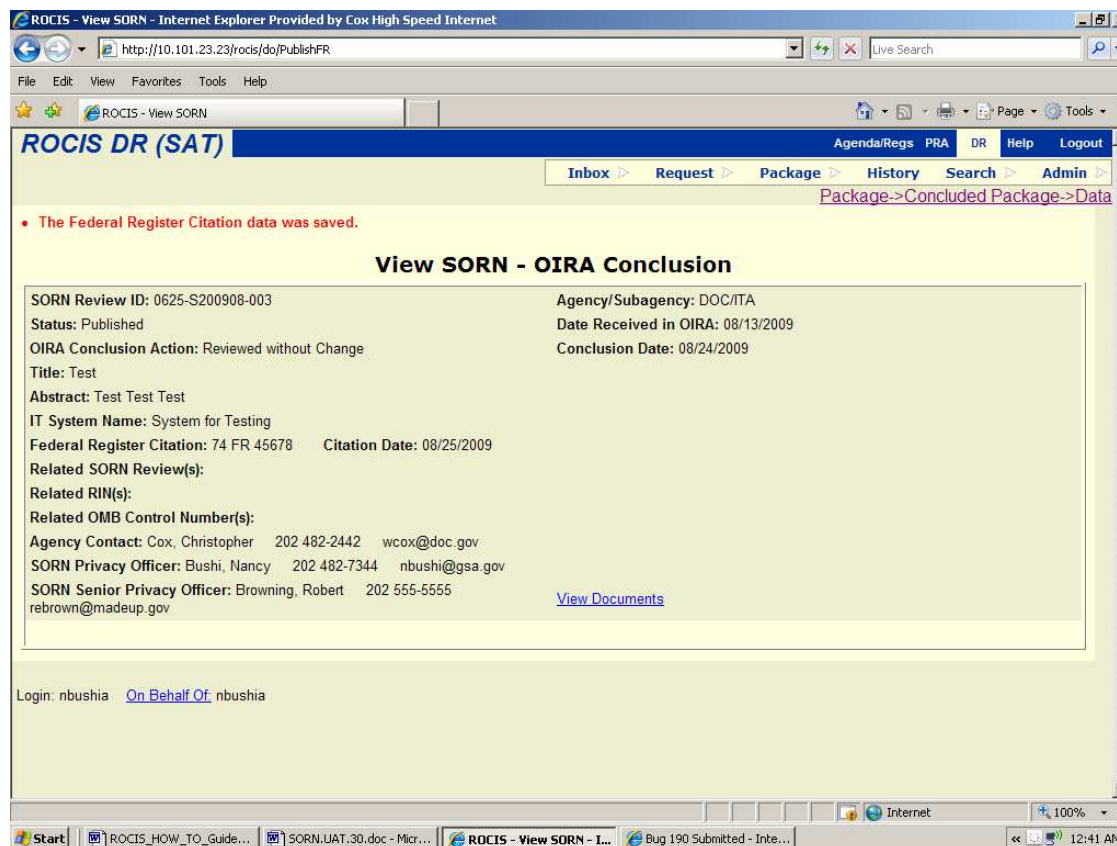 ROCIS - View SORN - Internet Explorer Provided by Cox High Speed Internet
http://10.101.23.23/rocis/do/PublishFR
Live Search
File Edit View Favorites Tools Help
ROCIS - View SORN
Page Tools
ROCIS DR (SAT)
Agenda/Regs PRA DR Help Logout
Inbox Request Package History Search Admin
Package->Concluded Package->Data
• The Federal Register Citation data was saved.
View SORN - OIRA Conclusion
SORN Review ID: 0625-S200908-003 Agency/Subagency: DOC/ITA
Status: Published Date Received in OIRA: 08/13/2009
OIRA Conclusion Action: Reviewed without Change Conclusion Date: 08/24/2009
Title: Test
Abstract: Test Test Test
IT System Name: System for Testing
Federal Register Citation: 74 FR 45678 Citation Date: 08/25/2009
Related SORN Review(s):
Related RIN(s):
Related OMB Control Number(s):
Agency Contact: Cox, Christopher 202 482-2442 wcox@doc.gov
SORN Privacy Officer: Bushi, Nancy 202 482-7344 nbushi@gsa.gov
SORN Senior Privacy Officer: Browning, Robert 202 555-5555
rebrown@madeup.gov View Documents
Login: nbushia On Behalf Of: nbushia
Internet 100%
Start ROCIS_HOW_TO_Guide... SORN.UAT.30.doc - Micr... ROCIS - View SORN - I... Bug 190 Submitted - Inte... 12:41 AM